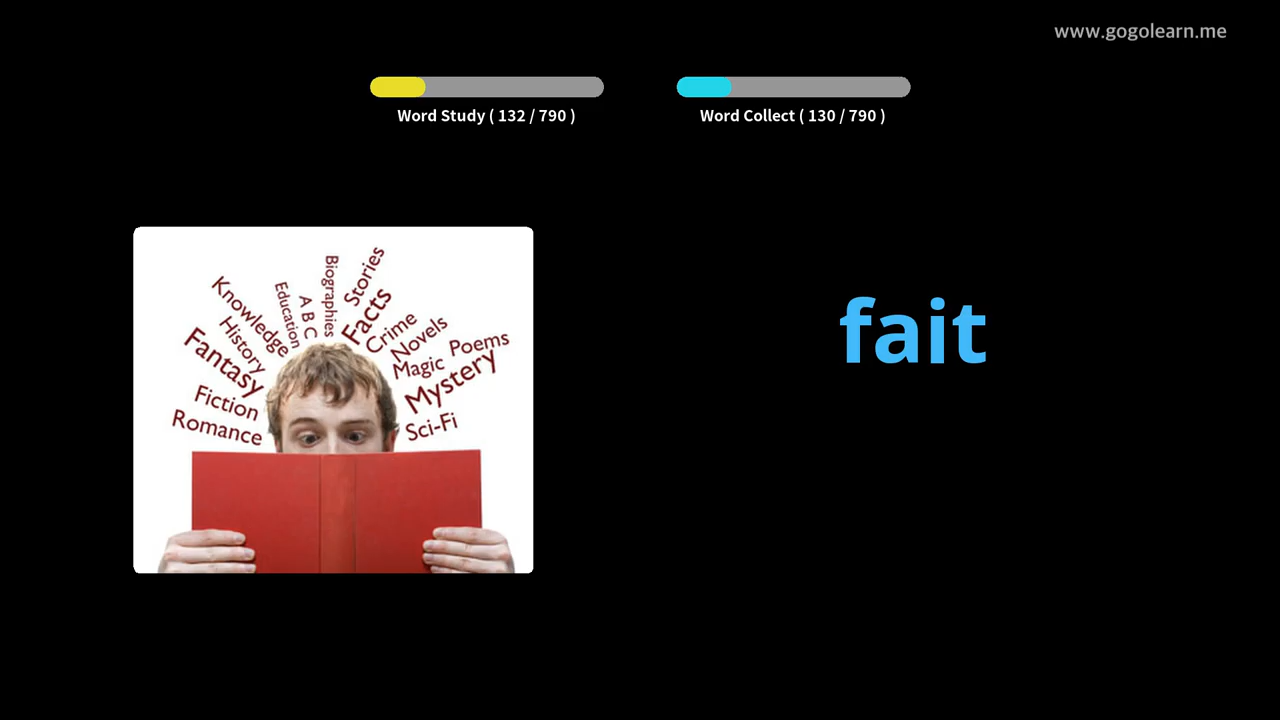 www.gogolearn.me
Word Study ( 132 / 790 )
Word Collect ( 130 / 790 )
fait
Romance
Fiction
Fantasy
History
Knowledge
Education
A B C
Biographies
Stories
Facts
Crime
Novels
Magic
Poems
Mystery
Sci-Fi